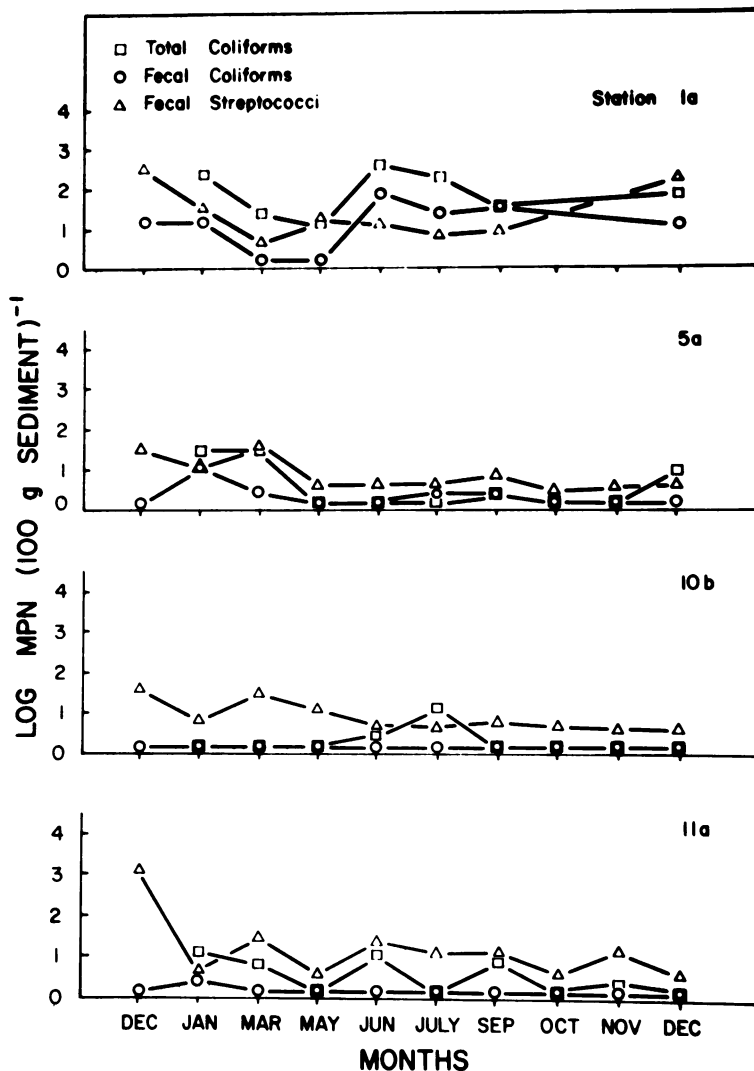 Total Coliforms
Fecal Coliforms
Fecal Streptococci
Station 1a
4
3
2
1
0
5a
4
3
2
1
0
10b
4
3
2
1
0
11a
4
3
2
1
0
LOG MPN (100 g SEDIMENT)⁻¹
DEC JAN MAR MAY JUN JULY SEP OCT NOV DEC
MONTHS